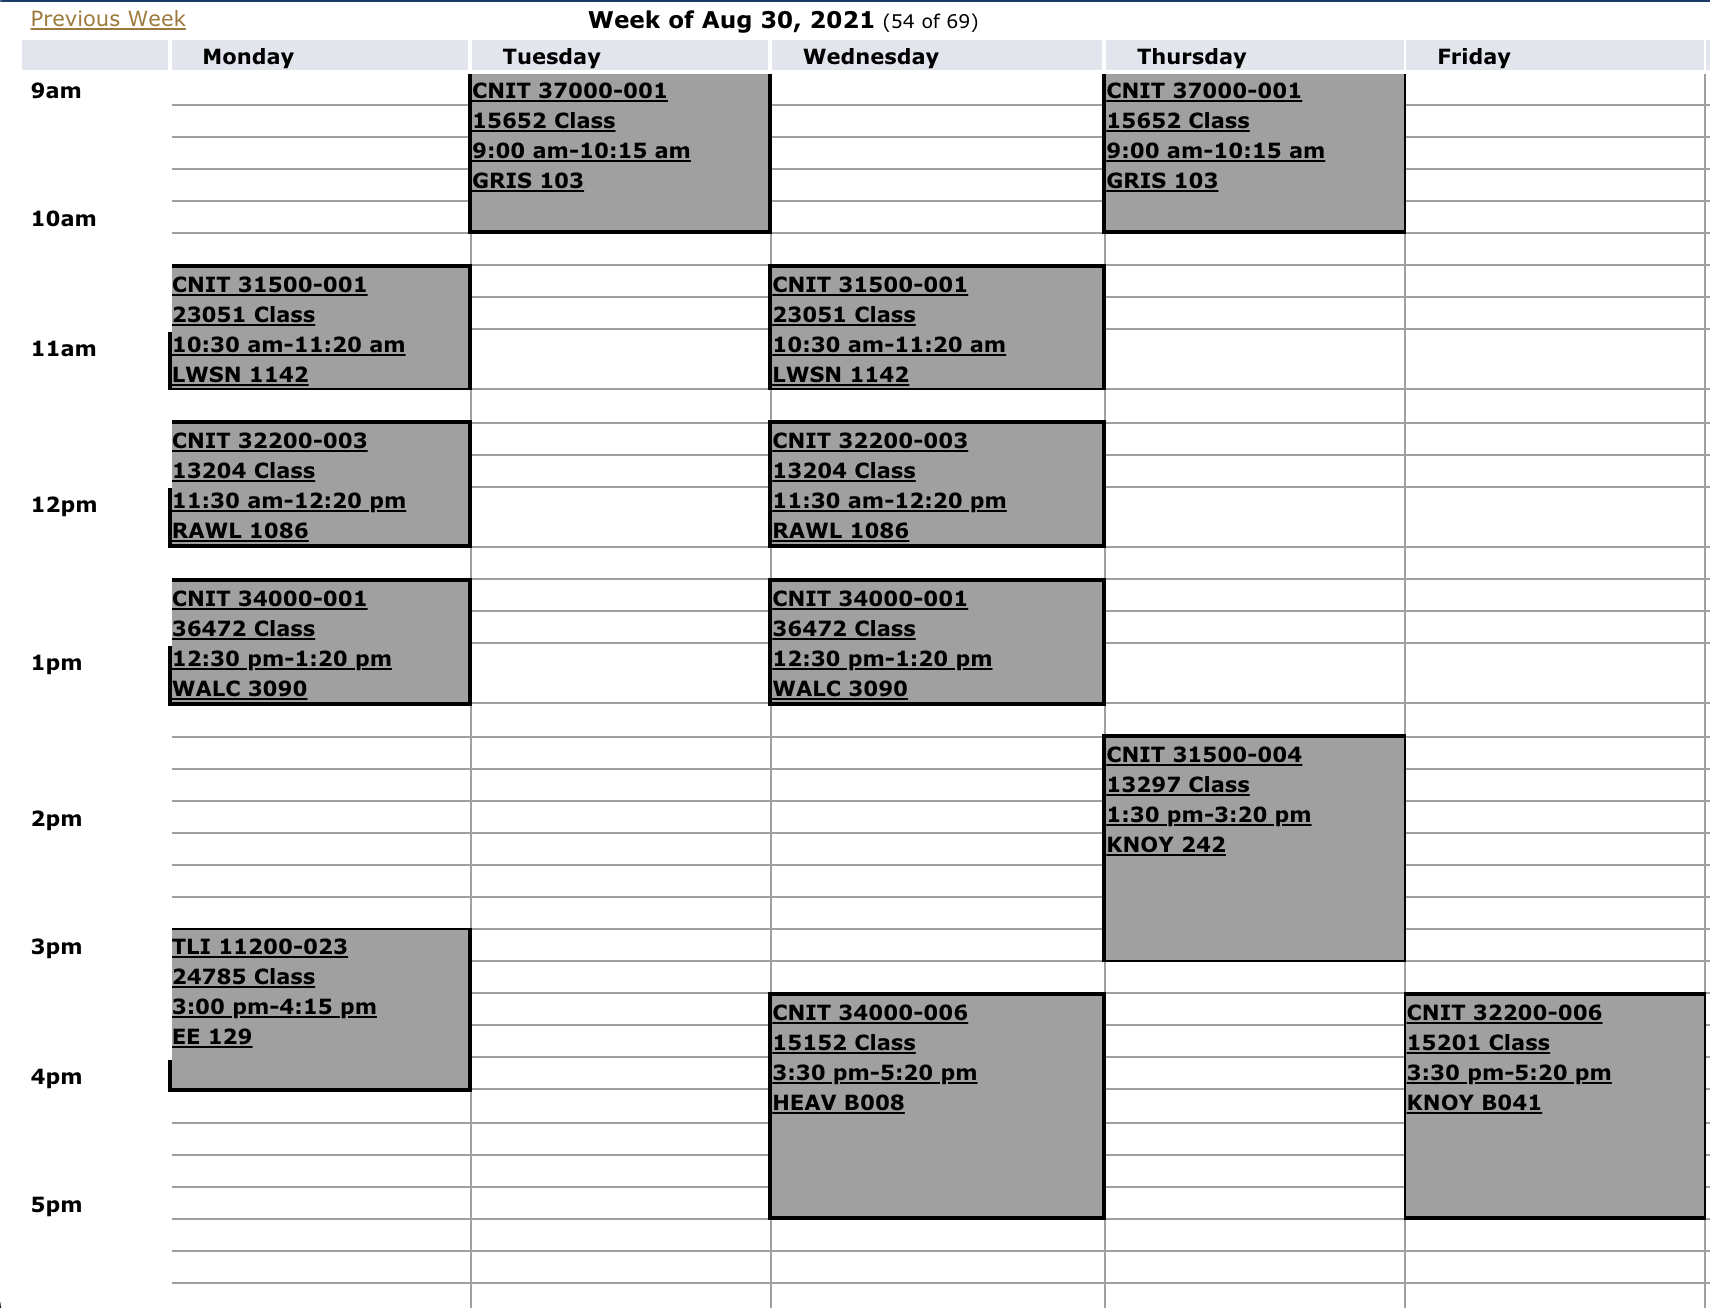 Previous Week
Week of Aug 30, 2021 (54 of 69)
Monday Tuesday Wednesday Thursday Friday
9am
CNIT 37000-001
15652 Class
9:00 am-10:15 am
GRIS 103
CNIT 37000-001
15652 Class
9:00 am-10:15 am
GRIS 103
10am
CNIT 31500-001
23051 Class
10:30 am-11:20 am
LWSN 1142
CNIT 31500-001
23051 Class
10:30 am-11:20 am
LWSN 1142
11am
CNIT 32200-003
13204 Class
11:30 am-12:20 pm
RAWL 1086
CNIT 32200-003
13204 Class
11:30 am-12:20 pm
RAWL 1086
12pm
CNIT 34000-001
36472 Class
12:30 pm-1:20 pm
WALC 3090
CNIT 34000-001
36472 Class
12:30 pm-1:20 pm
WALC 3090
1pm
CNIT 31500-004
13297 Class
1:30 pm-3:20 pm
KNOY 242
2pm
3pm
TLI 11200-023
24785 Class
3:00 pm-4:15 pm
EE 129
CNIT 34000-006
15152 Class
3:30 pm-5:20 pm
HEAV B008
CNIT 32200-006
15201 Class
3:30 pm-5:20 pm
KNOY B041
4pm
5pm